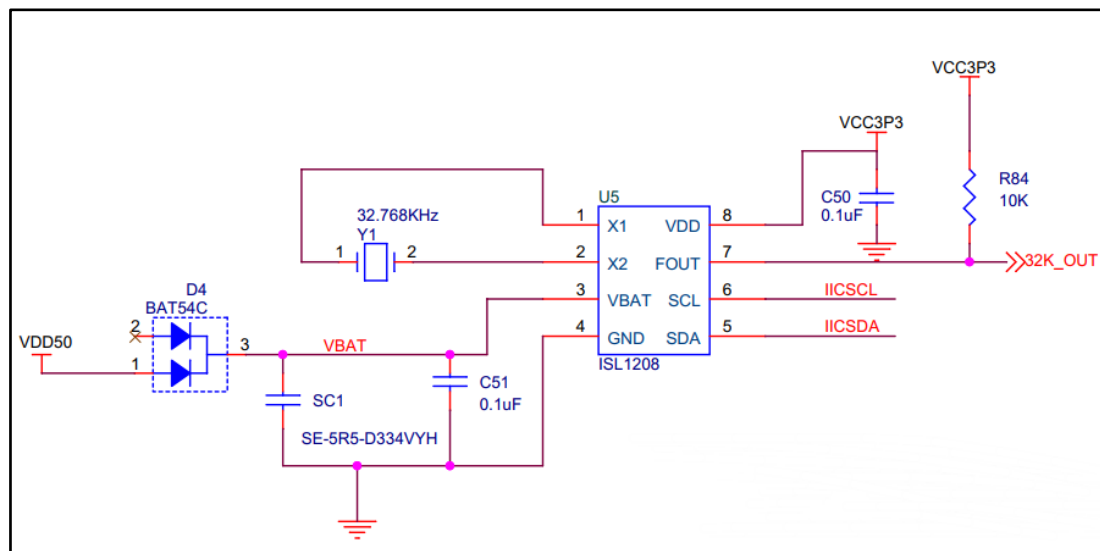 VCC3P3
VCC3P3
R84
10K
C50
0.1uF
U5
32.768KHz
Y1
1
2
1
X1
VDD
8
2
X2
FOUT
7
32K_OUT
3
VBAT
SCL
6
IICSCL
4
GND
SDA
5
IICSDA
ISL1208
D4
BAT54C
VDD50
2
1
3
VBAT
SC1
SE-5R5-D334VYH
C51
0.1uF